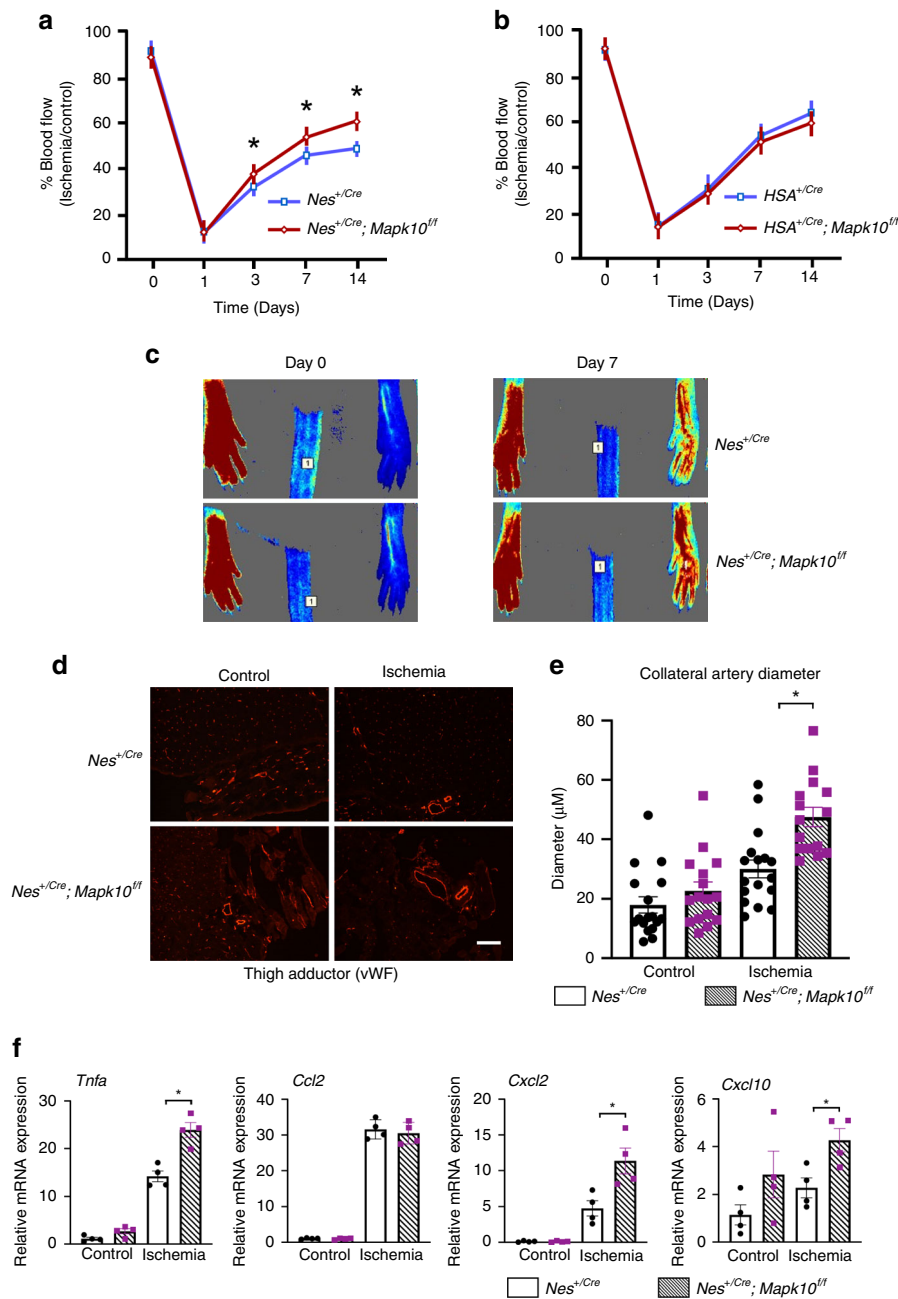 a
% Blood flow
(Ischemia/control)
100
80
60
40
20
0
* * *
Nes+/Cre
Nes+/Cre; Mapk10f/f
0 1 3 7 14
Time (Days)
b
% Blood flow
(Ischemia/control)
100
80
60
40
20
0
HSA+/Cre
HSA+/Cre; Mapk10f/f
0 1 3 7 14
Time (Days)
c
Day 0
Day 7
1
1
Nes+/Cre
1
1
Nes+/Cre; Mapk10f/f
d
Control
Ischemia
Nes+/Cre
Nes+/Cre; Mapk10f/f
Thigh adductor (vWF)
e
Collateral artery diameter
*
Diameter (µM)
80
60
40
20
0
Control
Ischemia
Nes+/Cre
Nes+/Cre; Mapk10f/f
f
Relative mRNA expression
Tnfa
*
30
20
10
0
Control
Ischemia
Relative mRNA expression
Ccl2
40
30
20
10
0
Control
Ischemia
Relative mRNA expression
Cxcl2
*
15
10
5
0
Control
Ischemia
Relative mRNA expression
Cxcl10
*
6
4
2
0
Control
Ischemia
Nes+/Cre
Nes+/Cre; Mapk10f/f